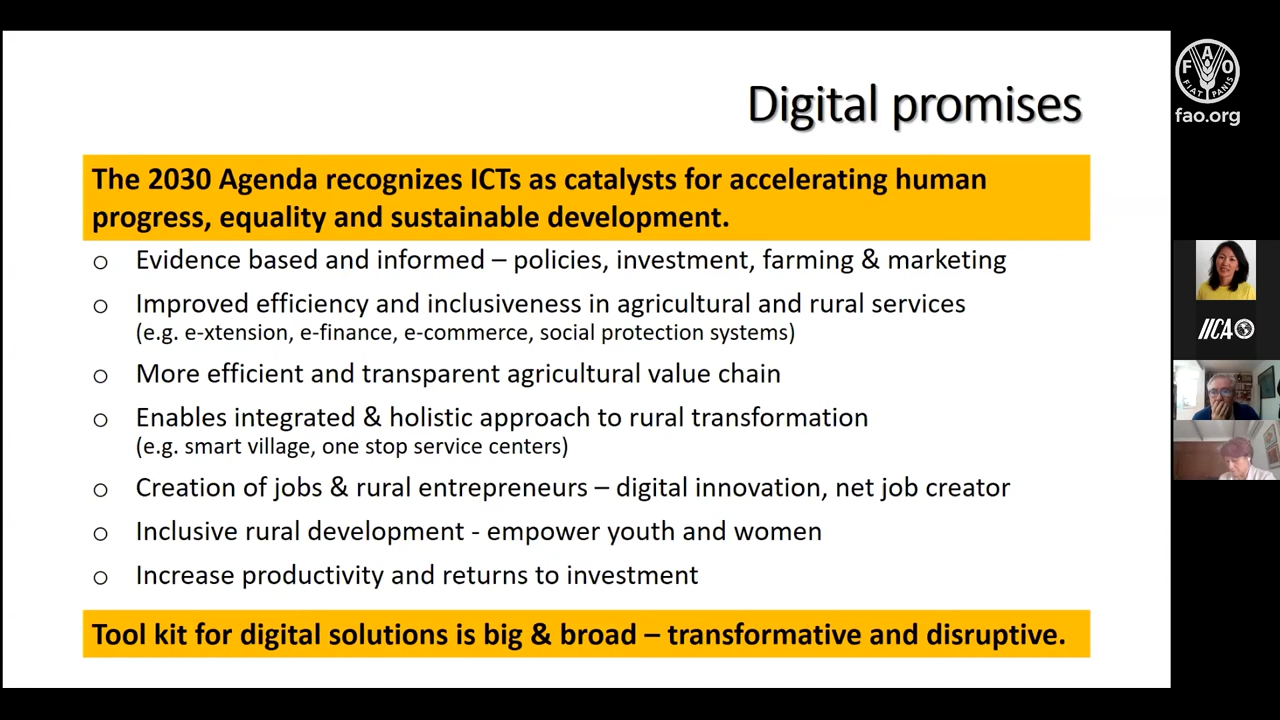 Digital promises
The 2030 Agenda recognizes ICTs as catalysts for accelerating human
progress, equality and sustainable development.
Evidence based and informed – policies, investment, farming & marketing
Improved efficiency and inclusiveness in agricultural and rural services
(e.g. e-xtension, e-finance, e-commerce, social protection systems)
More efficient and transparent agricultural value chain
Enables integrated & holistic approach to rural transformation
(e.g. smart village, one stop service centers)
Creation of jobs & rural entrepreneurs – digital innovation, net job creator
Inclusive rural development - empower youth and women
Increase productivity and returns to investment
Tool kit for digital solutions is big & broad – transformative and disruptive.
FAO
FIAT PANIS
fao.org
IICA